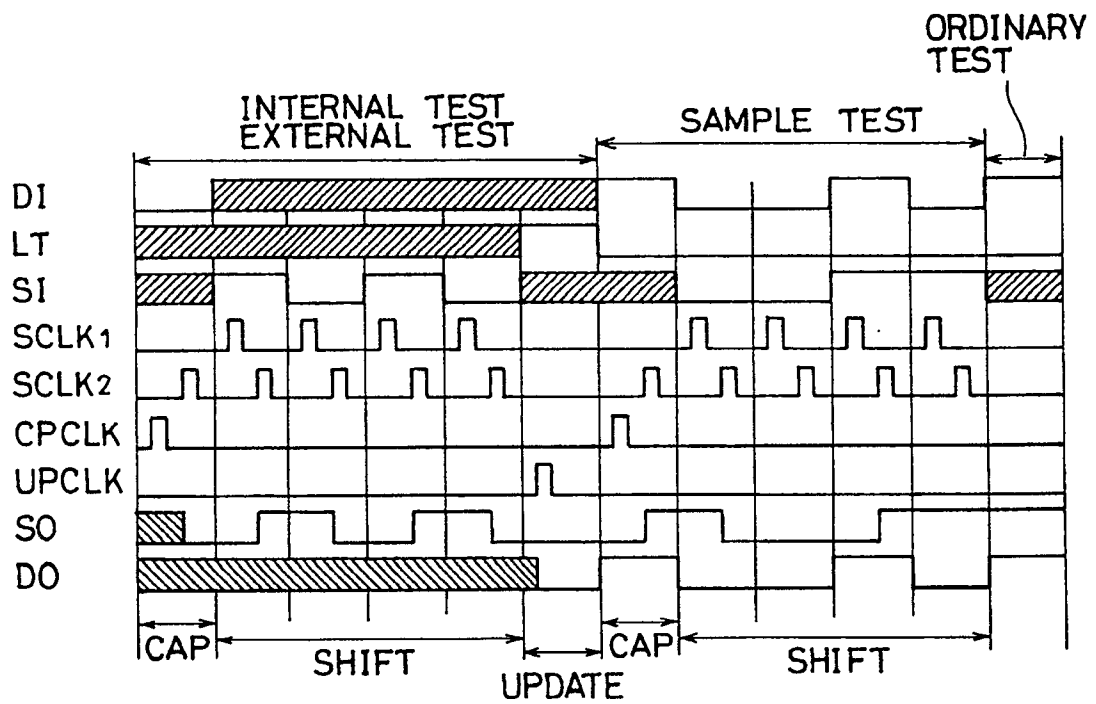 ORDINARY
TEST
INTERNAL TEST
EXTERNAL TEST
SAMPLE TEST
DI
LT
SI
SCLK1
SCLK2
CPCLK
UPCLK
SO
DO
CAP
SHIFT
UPDATE
CAP
SHIFT